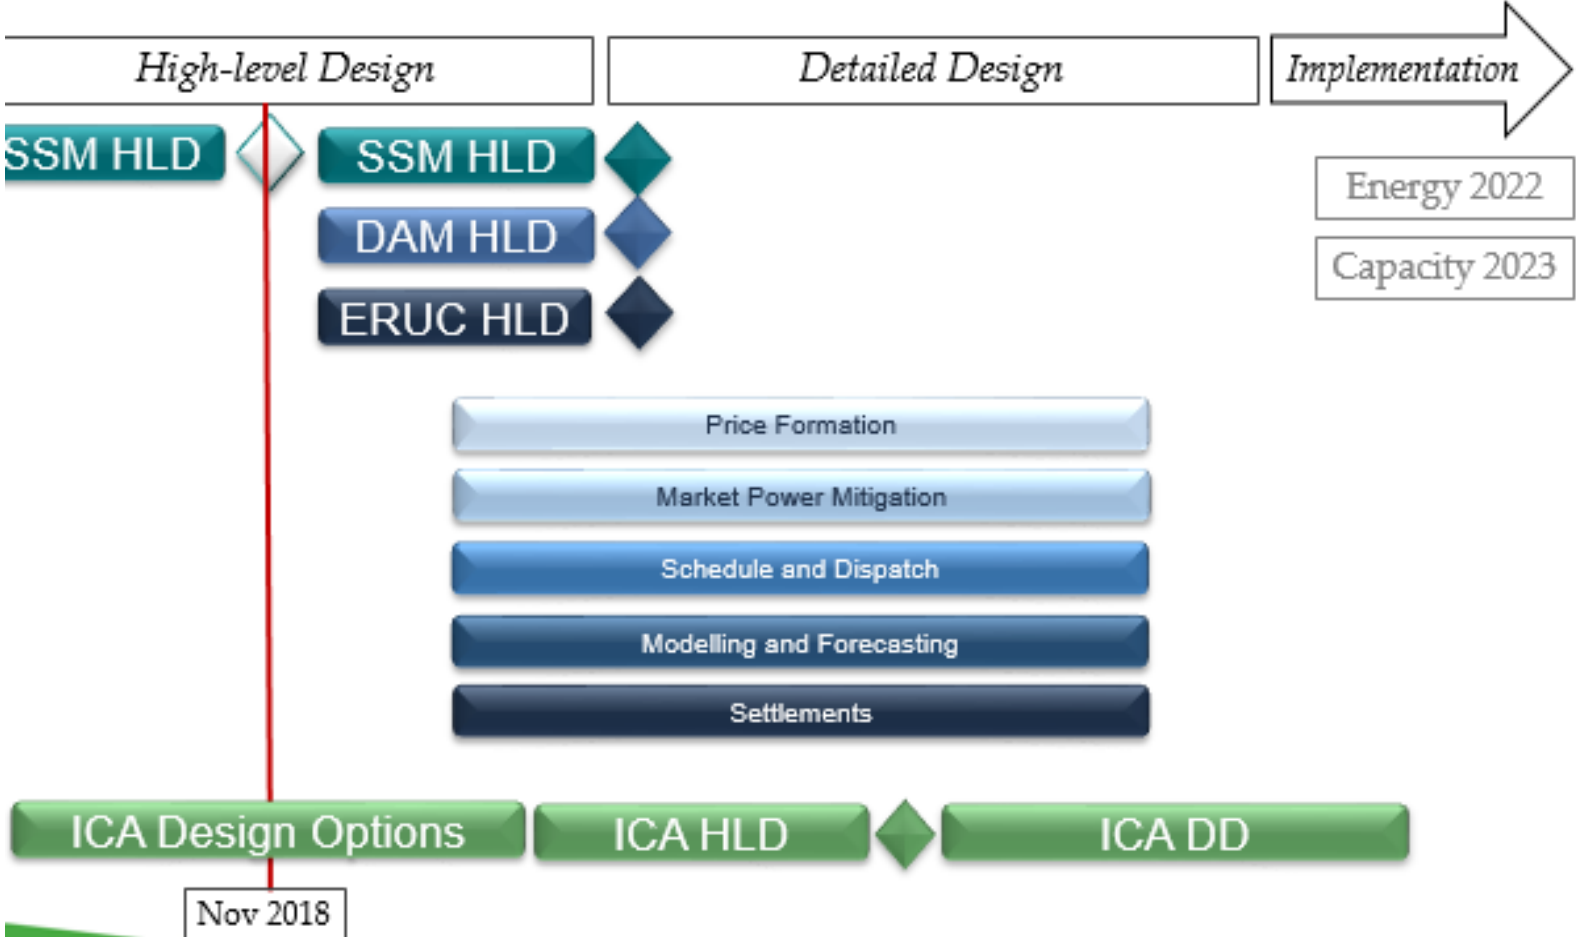 High-level Design
Detailed Design
Implementation
SSM HLD
SSM HLD
Energy 2022
DAM HLD
Capacity 2023
ERUC HLD
Price Formation
Market Power Mitigation
Schedule and Dispatch
Modelling and Forecasting
Settlements
ICA Design Options
ICA HLD
ICA DD
Nov 2018